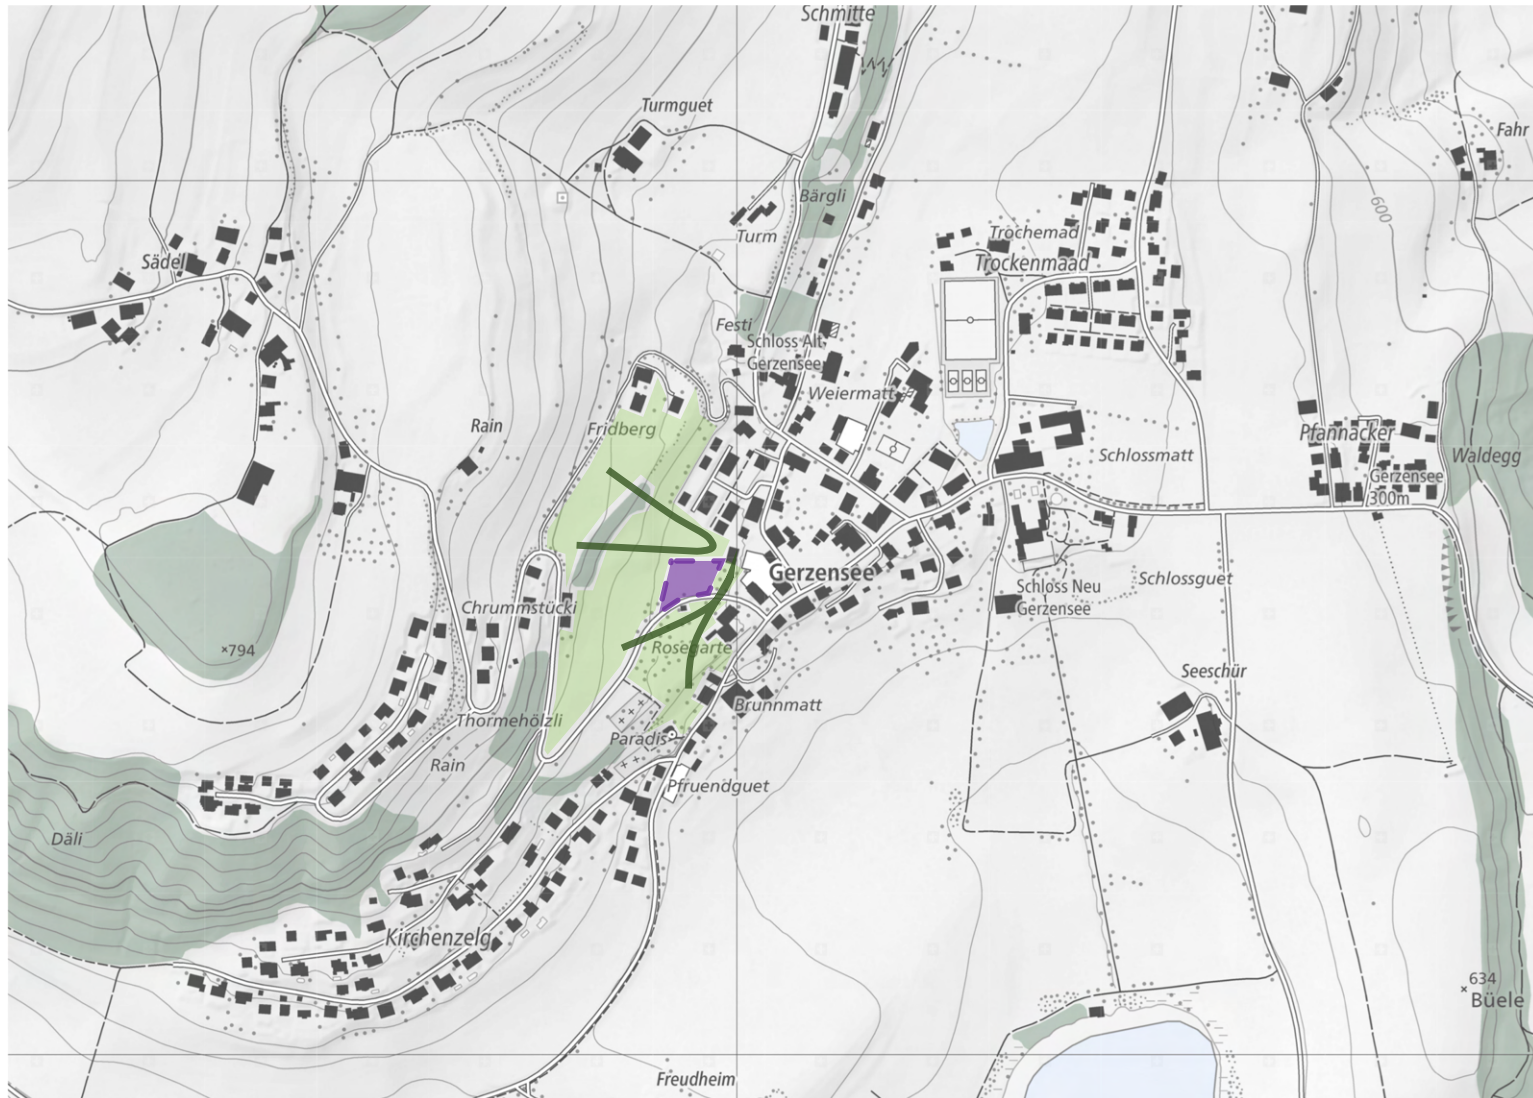 Schmitte
Turmguet
Fahr
Bärgli
600
Turm
Trochemad
Trockenmaad
Sädel
Festi
Schloss Alt
Gerzensee
Weiermatt
Rain
Fridberg
Pfannacker
Schlossmatt
Waldegg
Gerzensee
300m
Gerzensee
Schlossguet
Schloss Neu
Gerzensee
Chrummstücki
794
Rosegarte
Seeschür
Brunnmatt
Thormehölzli
Paradis
Rain
Pfruendguet
Däli
Kirchenzelg
634
Büele
Freudheim